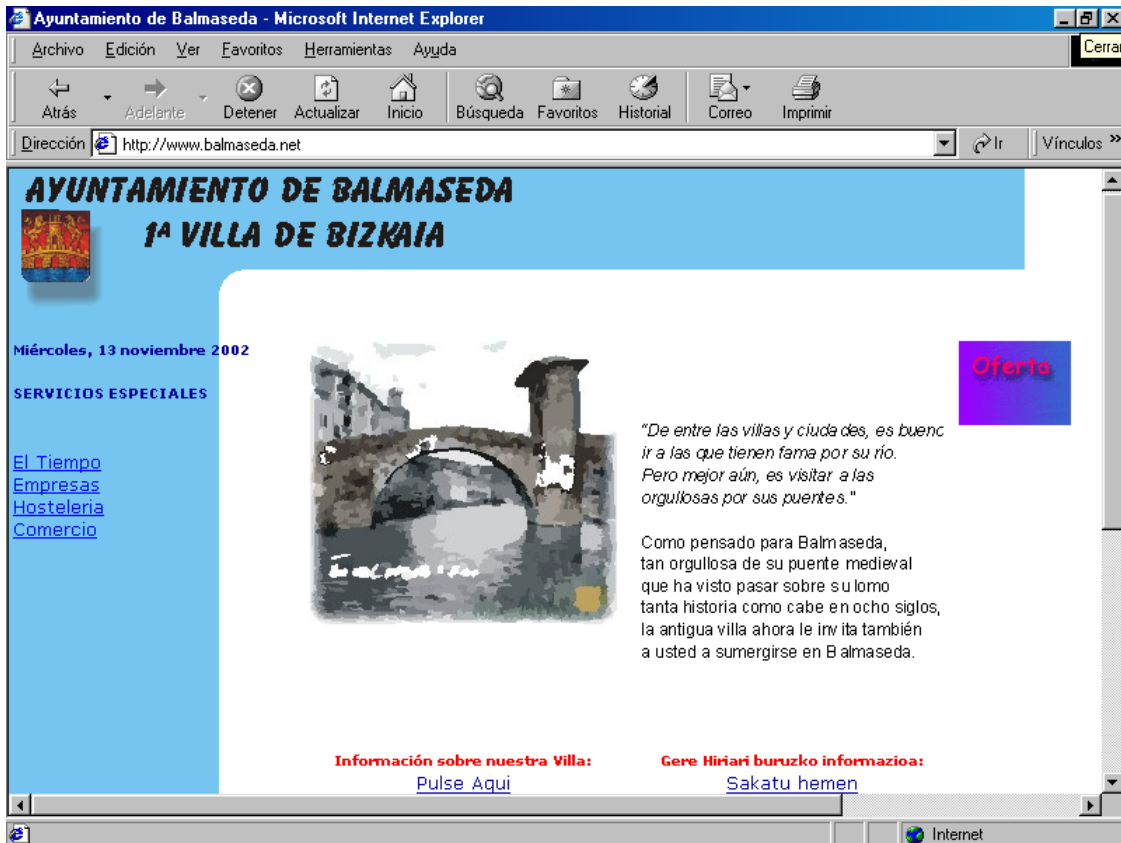 Ayuntamiento de Balmaseda - Microsoft Internet Explorer
Archivo Edición Ver Favoritos Herramientas Ayuda
Cerrar
Atrás Adelante Detener Actualizar Inicio Búsqueda Favoritos Historial Correo Imprimir
Dirección http://www.balmaseda.net Ir Vínculos »
AYUNTAMIENTO DE BALMASEDA
1ª VILLA DE BIZKAIA
Miércoles, 13 noviembre 2002
SERVICIOS ESPECIALES
El Tiempo
Empresas
Hosteleria
Comercio
Oferta
"De entre las villas y ciudades, es bueno
ir a las que tienen fama por su río.
Pero mejor aún, es visitar a las
orgullosas por sus puentes."
Como pensado para Balmaseda,
tan orgullosa de su puente medieval
que ha visto pasar sobre su lomo
tanta historia como cabe en ocho siglos,
la antigua villa ahora le invita también
a usted a sumergirse en Balmaseda.
Información sobre nuestra Villa:
Pulse Aqui
Gere Hiriari buruzko informazioa:
Sakatu hemen
Internet